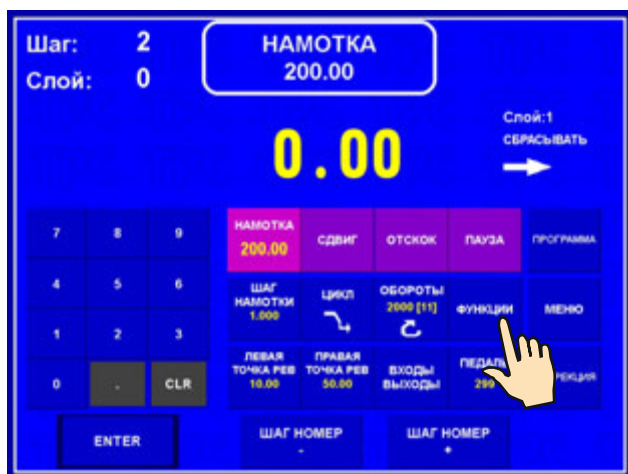 Шаг: 2
Слой: 0
НАМОТКА
200.00
0.00
Слой:1
СБРАСЫВАТЬ
7 8 9
НАМОТКА
200.00
СДВИГ
ОТСКОК
ПАУЗА
ПРОГРАММА
4 5 6
ШАГ
НАМОТКИ
1.000
ЦИКЛ
ОБОРОТЫ
2000 [11]
ФУНКЦИИ
МЕНЮ
1 2 3
ЛЕВАЯ
ТОЧКА РЕВ
10.00
ПРАВАЯ
ТОЧКА РЕВ
50.00
ВХОДЫ
ВЫХОДЫ
ПЕДАЛЬ
299
РЕКЦИЯ
0 . CLR
ENTER
ШАГ НОМЕР
-
ШАГ НОМЕР
+